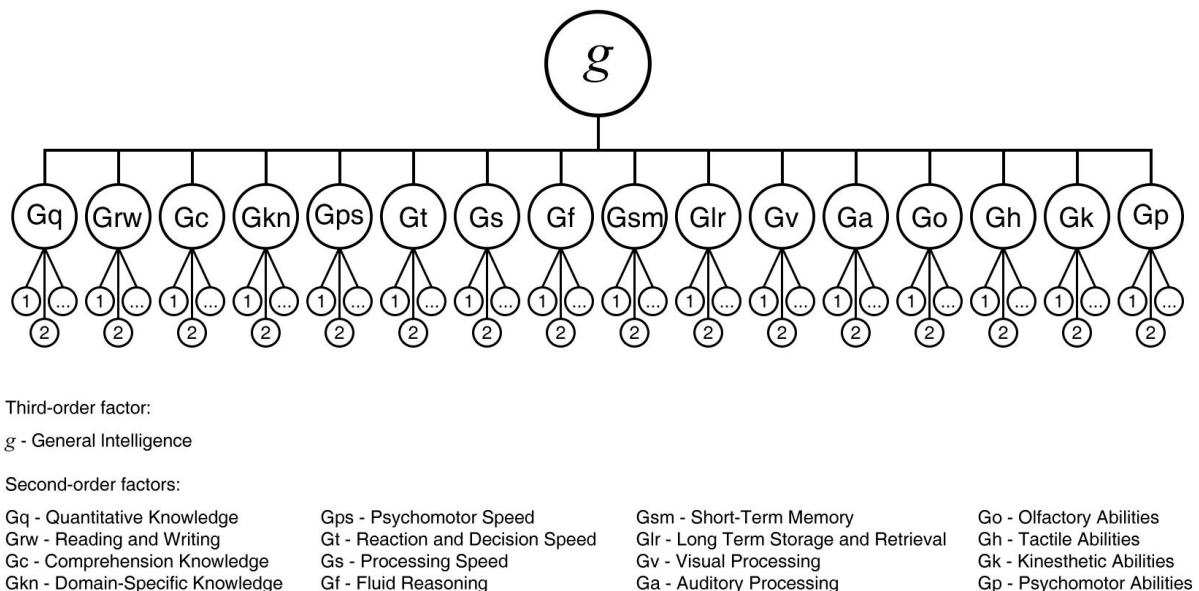 g
Gq Grw Gc Gkn Gps Gt Gs Gf Gsm Glr Gv Ga Go Gh Gk Gp
1 ... 1 ... 1 ... 1 ... 1 ... 1 ... 1 ... 1 ... 1 ... 1 ... 1 ... 1 ... 1 ... 1 ... 1 ... 1 ...
2 2 2 2 2 2 2 2 2 2 2 2 2 2 2 2
Third-order factor:
g - General Intelligence
Second-order factors:
Gq - Quantitative Knowledge
Grw - Reading and Writing
Gc - Comprehension Knowledge
Gkn - Domain-Specific Knowledge
Gps - Psychomotor Speed
Gt - Reaction and Decision Speed
Gs - Processing Speed
Gf - Fluid Reasoning
Gsm - Short-Term Memory
Glr - Long Term Storage and Retrieval
Gv - Visual Processing
Ga - Auditory Processing
Go - Olfactory Abilities
Gh - Tactile Abilities
Gk - Kinesthetic Abilities
Gp - Psychomotor Abilities